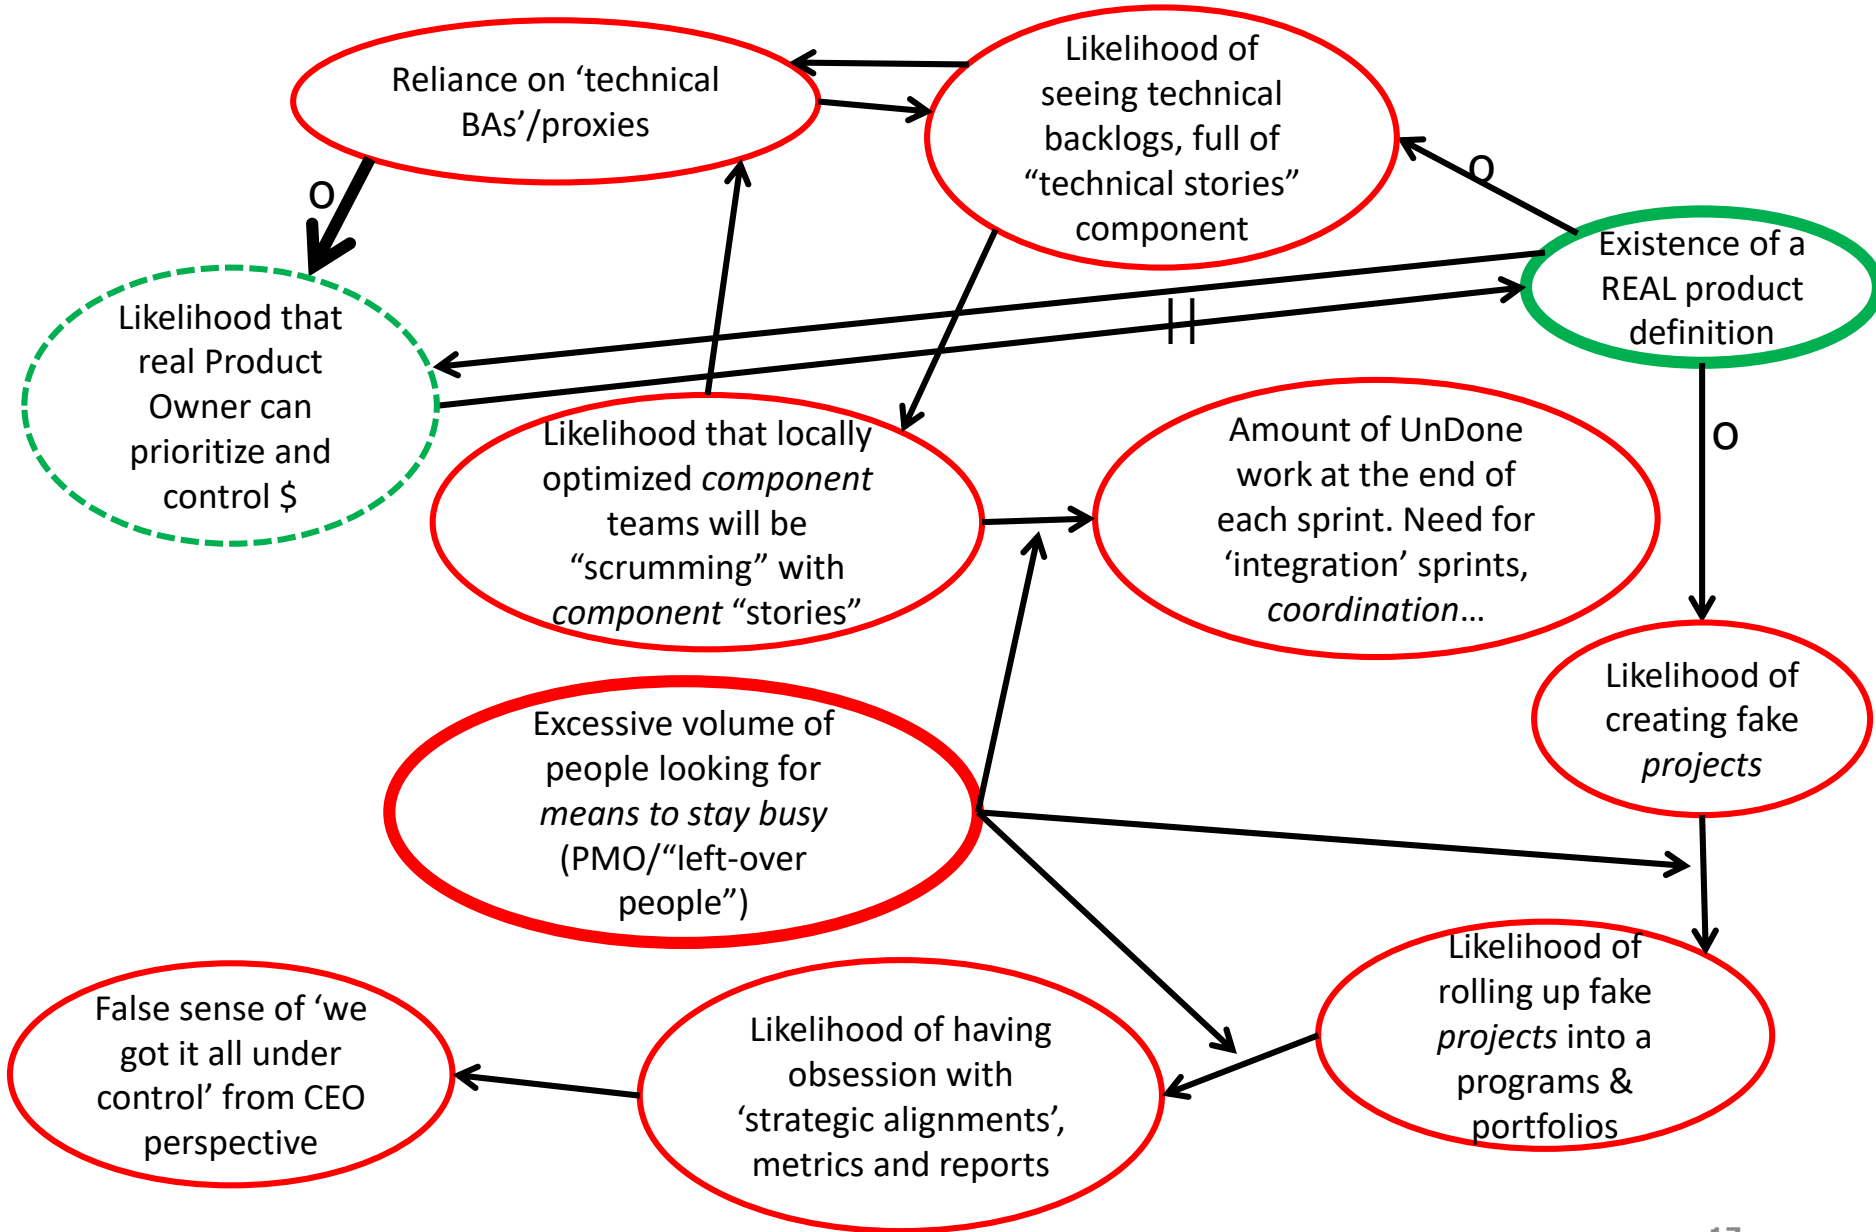 Reliance on ‘technical
BAs’/proxies
Likelihood of
seeing technical
backlogs, full of
“technical stories”
component
O
O
Existence of a
REAL product
definition
Likelihood that
real Product
Owner can
prioritize and
control $
||
O
Likelihood that locally
optimized component
teams will be
“scrumming” with
component “stories”
Amount of UnDone
work at the end of
each sprint. Need for
‘integration’ sprints,
coordination…
Likelihood of
creating fake
projects
Excessive volume of
people looking for
means to stay busy
(PMO/“left-over
people”)
False sense of ‘we
got it all under
control’ from CEO
perspective
Likelihood of having
obsession with
‘strategic alignments’,
metrics and reports
Likelihood of
rolling up fake
projects into a
programs &
portfolios
17